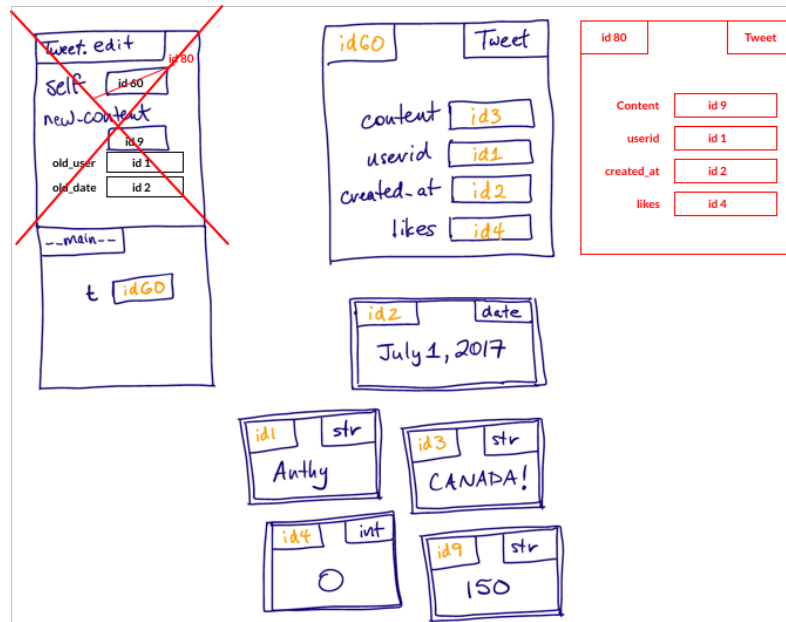 Tweet.edit
id 80
self id 60
new-content
id 9
old_user id 1
old_date id 2
__main__
t id60
id60 Tweet
content id3
userid id1
created_at id2
likes id4
id 80 Tweet
Content id 9
userid id 1
created_at id 2
likes id 4
id2 date
July 1, 2017
id1 str
Anthy
id3 str
CANADA!
id4 int
0
id9 str
150